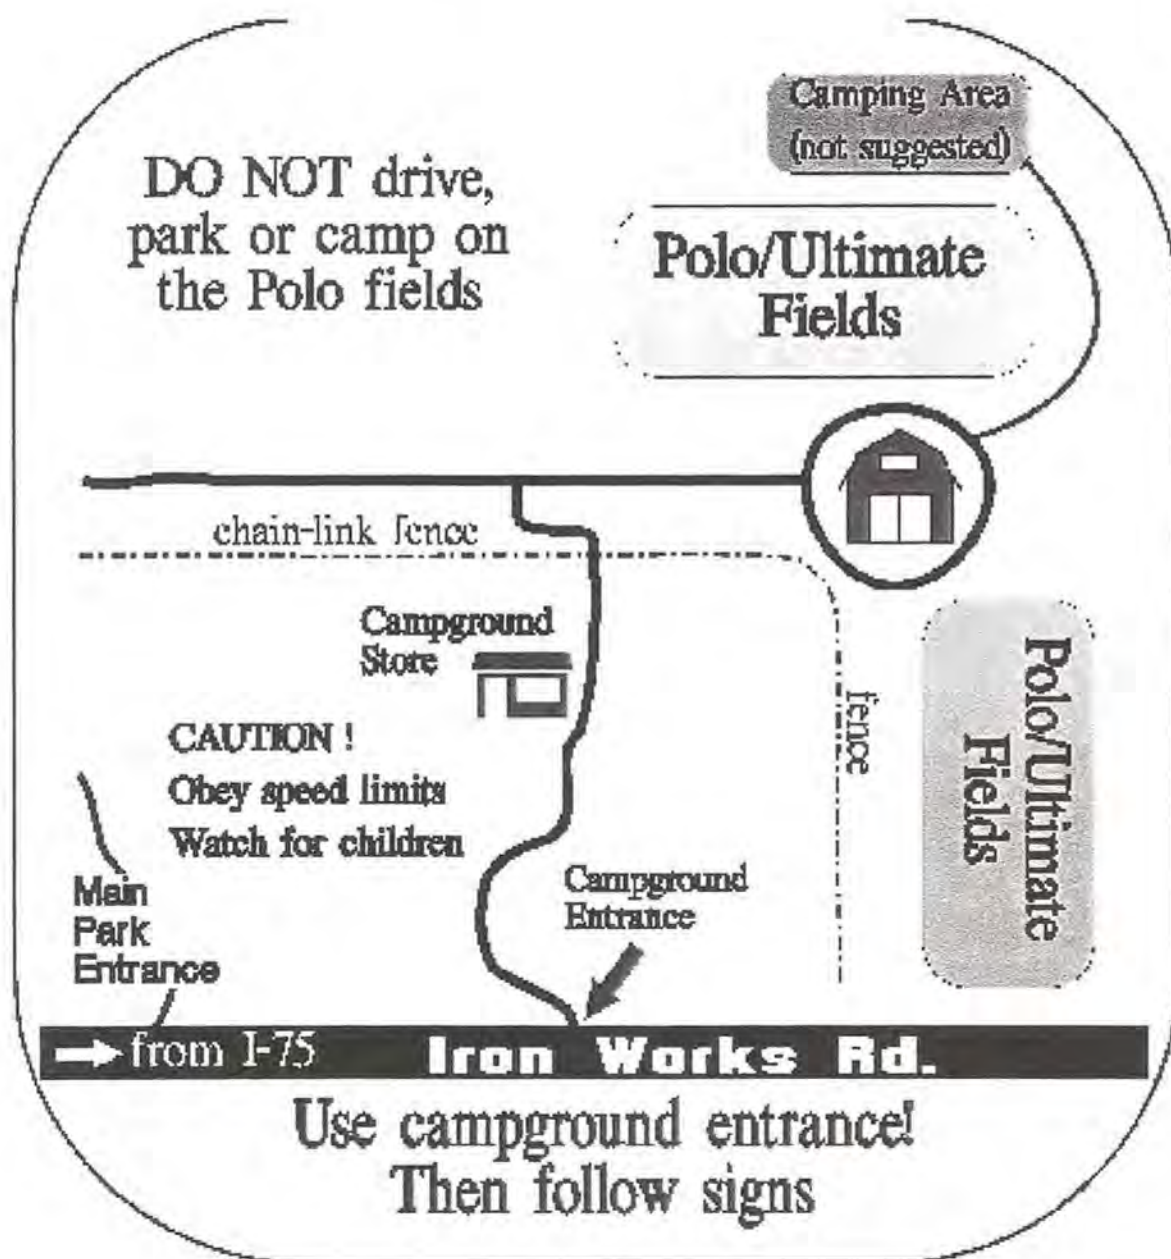 Camping Area
(not suggested)
DO NOT drive,
park or camp on
the Polo fields
Polo/Ultimate
Fields
chain-link fence
Campground
Store
fence
Polo/Ultimate
Fields
CAUTION !
Obey speed limits
Watch for children
Main
Park
Entrance
Campground
Entrance
from I-75
Iron Works Rd.
Use campground entrance!
Then follow signs